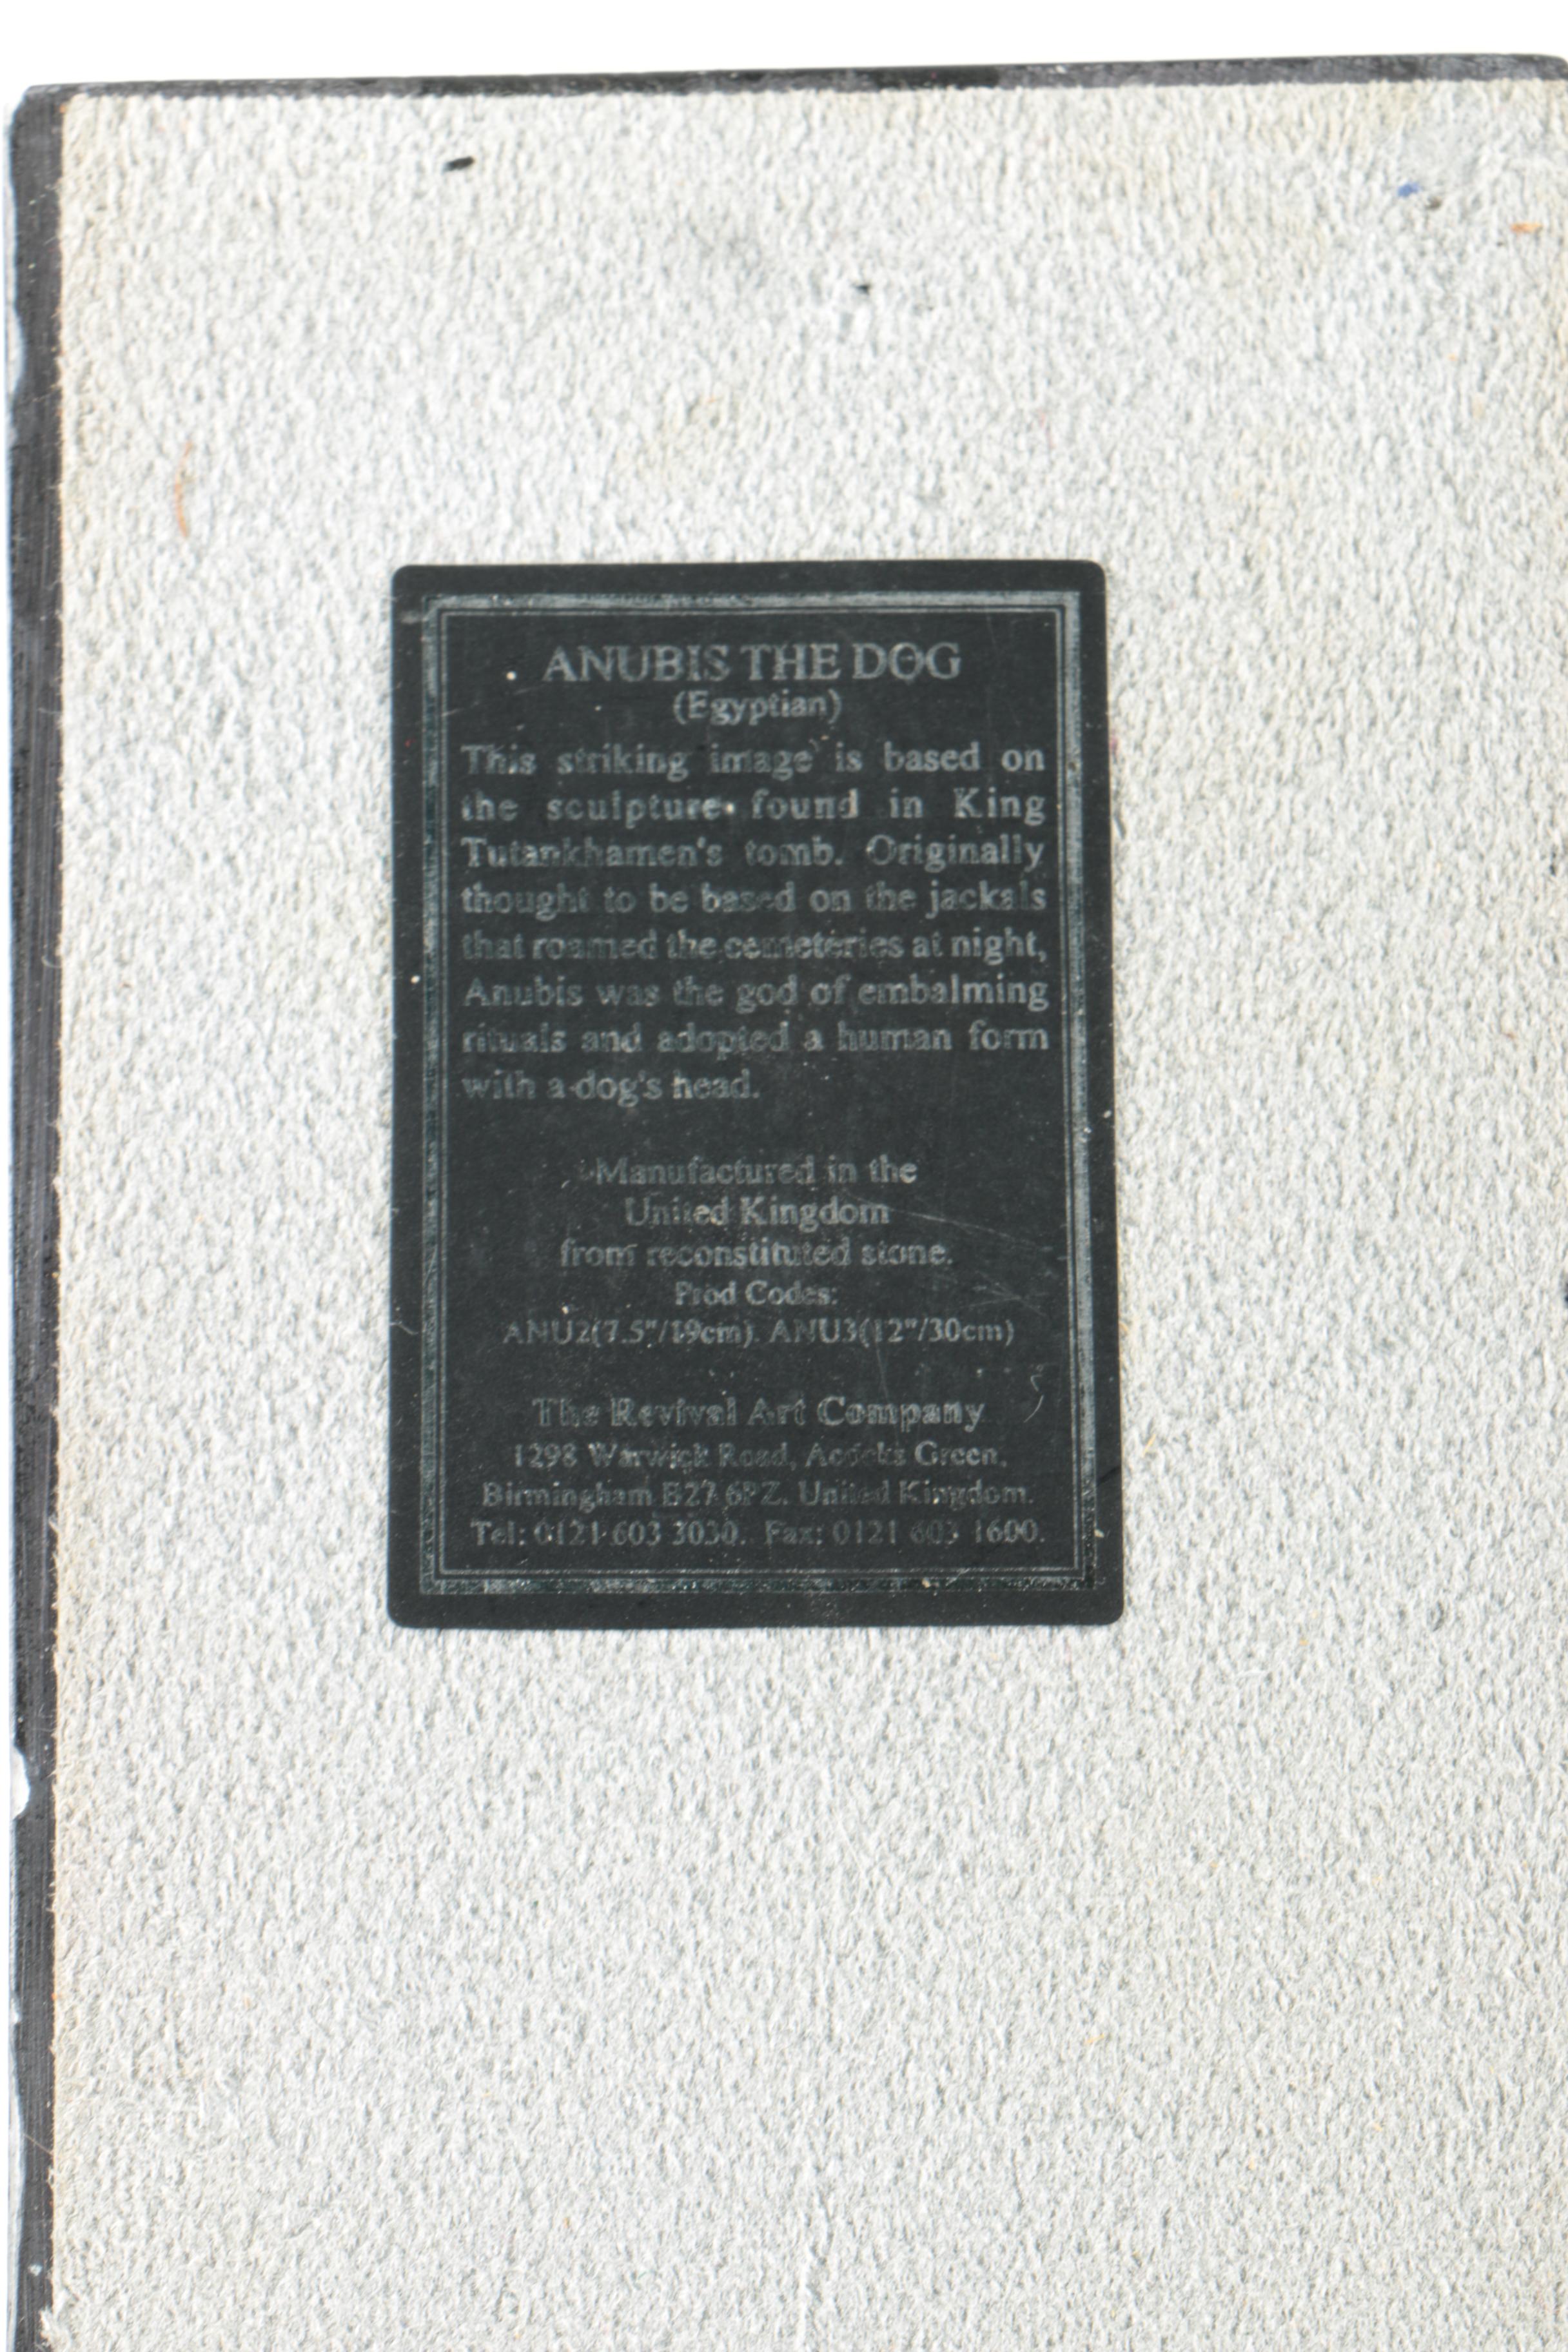 ANUBIS THE DOG
(Egyptian)
This striking image is based on
the sculpture found in King
Tutankhamen's tomb. Originally
thought to be based on the jackals
that roamed the cemeteries at night,
Anubis was the god of embalming
rituals and adopted a human form
with a dog's head.
Manufactured in the
United Kingdom
from reconstituted stone.
Prod Codes:
ANU2(7.5"/19cm) ANU3(12"/30cm)
The Revival Art Company
1298 Warwick Road, Acocks Green,
Birmingham B27 6PZ. United Kingdom.
Tel: 0121 603 3030. Fax: 0121 603 1600.